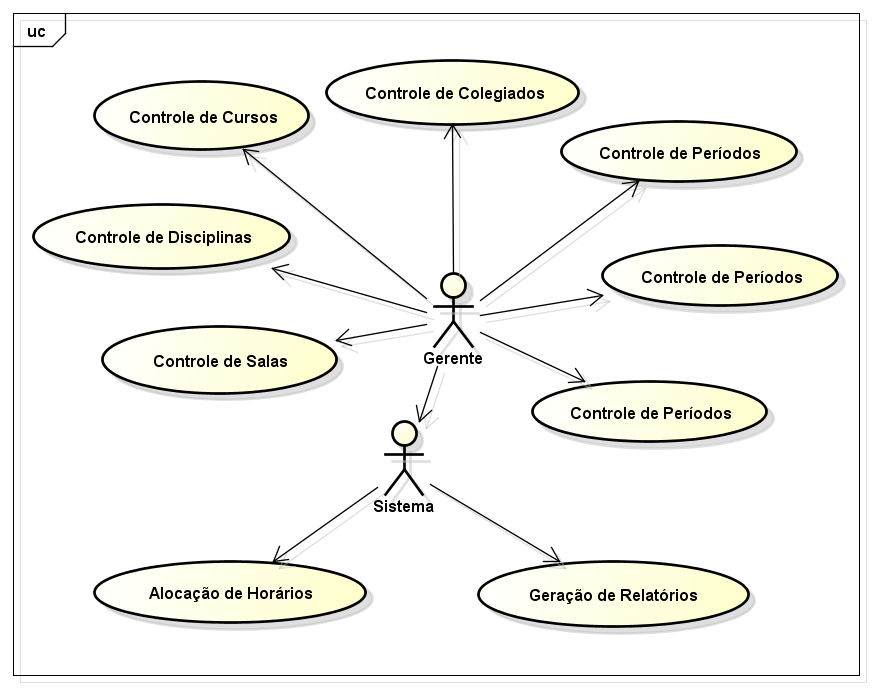 uc
Controle de Colegiados
Controle de Cursos
Controle de Períodos
Controle de Disciplinas
Controle de Períodos
Controle de Salas
Gerente
Controle de Períodos
Sistema
Alocação de Horários
Geração de Relatórios